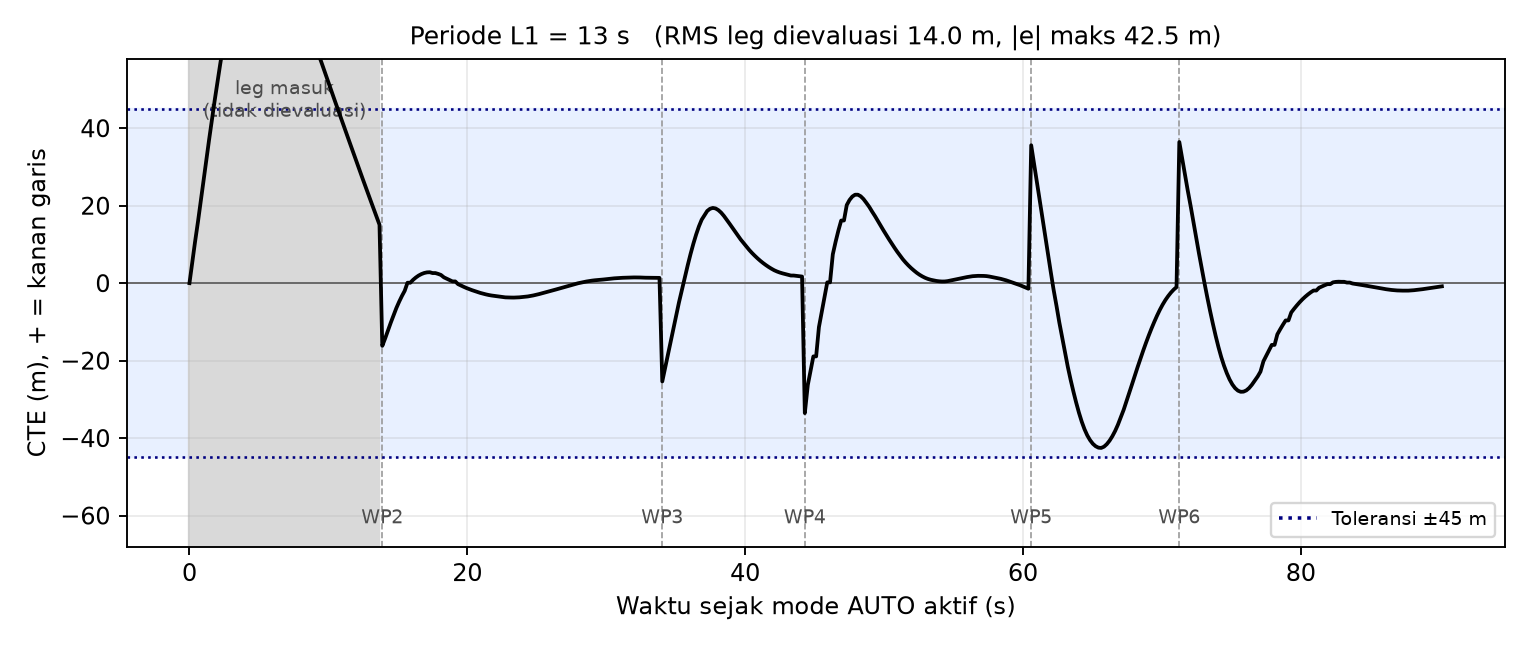 Periode L1 = 13 s   (RMS leg dievaluasi 14.0 m, |e| maks 42.5 m)
leg masuk
(tidak dievaluasi)
CTE (m), + = kanan garis
40
20
0
−20
−40
−60
WP2
WP3
WP4
WP5
WP6
Toleransi ±45 m
0
20
40
60
80
Waktu sejak mode AUTO aktif (s)